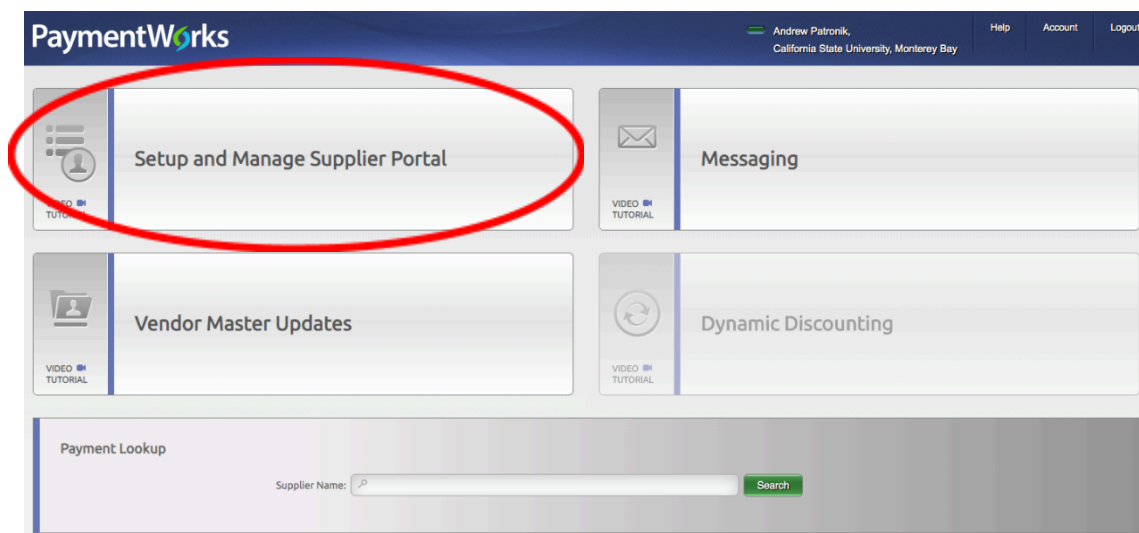 PaymentWorks
Andrew Patronik,
California State University, Monterey Bay
Help
Account
Logout
Setup and Manage Supplier Portal
VIDEO
TUTORIAL
Messaging
VIDEO
TUTORIAL
Vendor Master Updates
VIDEO
TUTORIAL
Dynamic Discounting
VIDEO
TUTORIAL
Payment Lookup
Supplier Name:
Search